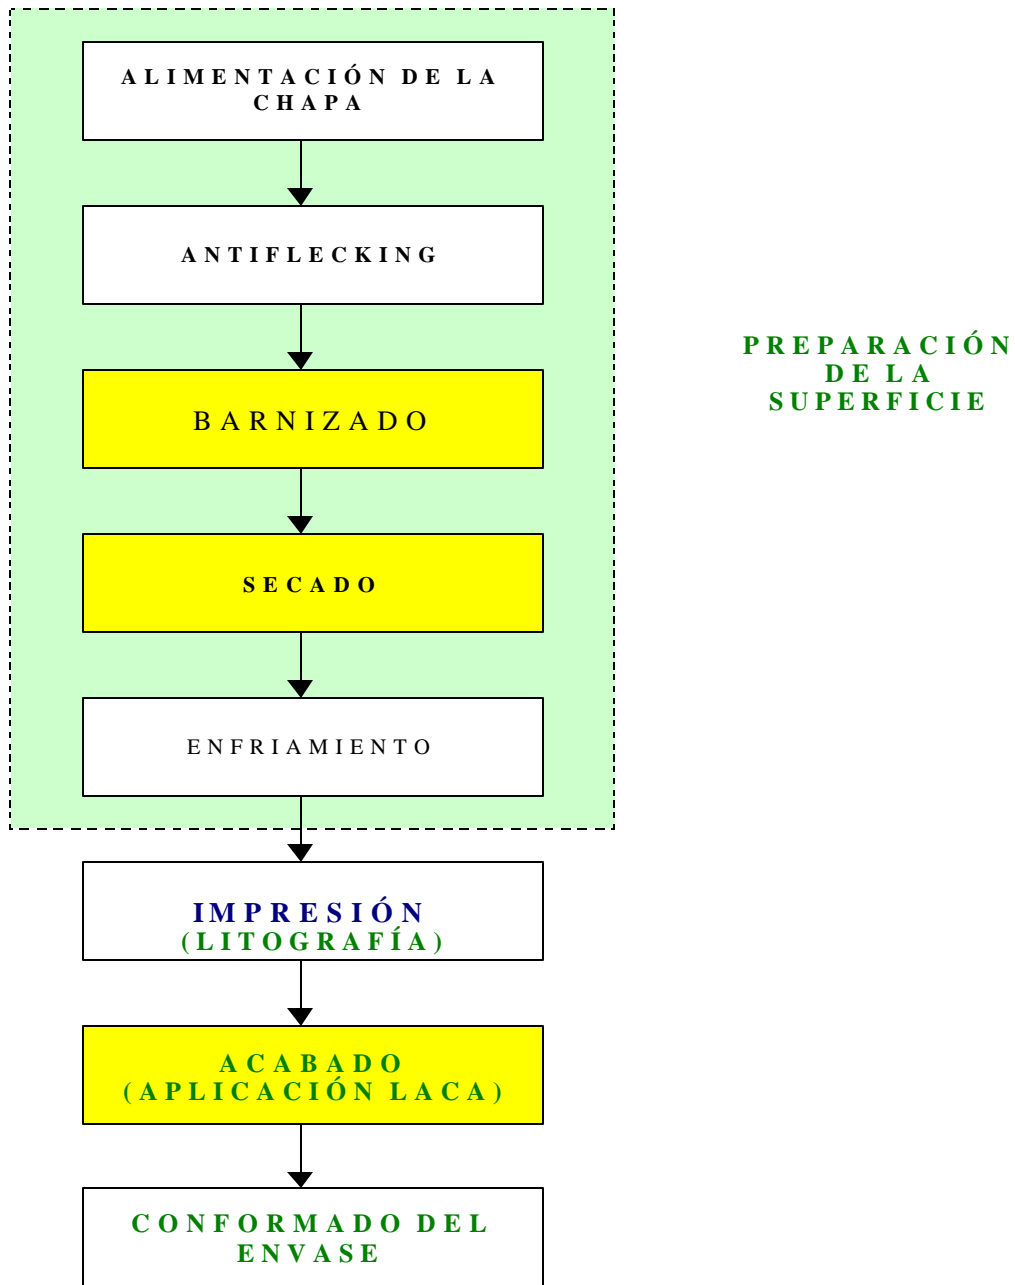 ALIMENTACIÓN DE LA
CHAPA
ANTIFLECKING
BARNIZADO
PREPARACIÓN
DE LA
SUPERFICIE
SECADO
ENFRIAMIENTO
IMPRESIÓN
(LITOGRAFÍA)
ACABADO
(APLICACIÓN LACA)
CONFORMADO DEL
ENVASE